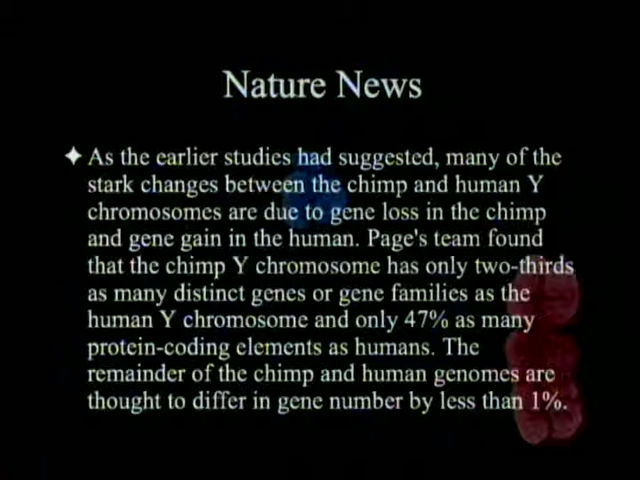 Nature News
As the earlier studies had suggested, many of the
stark changes between the chimp and human Y
chromosomes are due to gene loss in the chimp
and gene gain in the human. Page's team found
that the chimp Y chromosome has only two-thirds
as many distinct genes or gene families as the
human Y chromosome and only 47% as many
protein-coding elements as humans. The
remainder of the chimp and human genomes are
thought to differ in gene number by less than 1%.